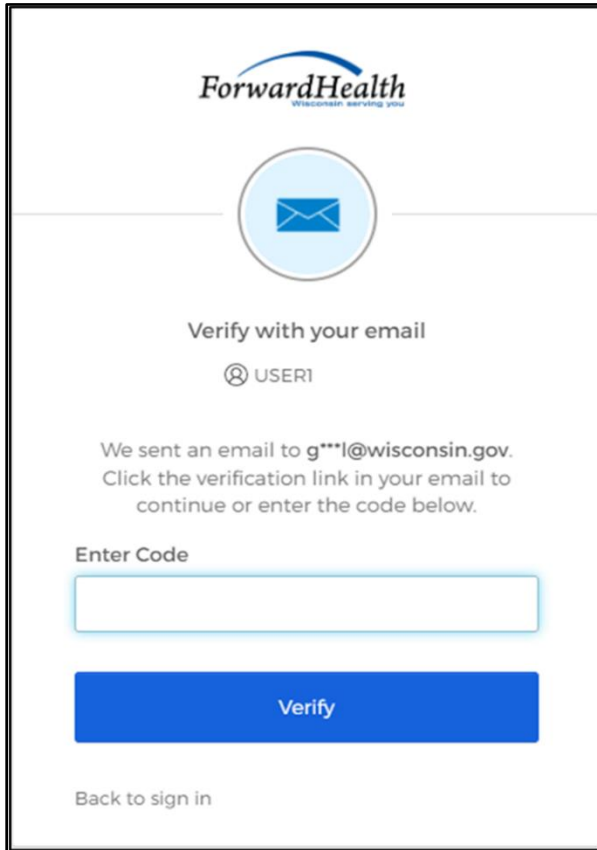 ForwardHealth
Wisconsin serving you
Verify with your email
USER1
We sent an email to g***l@wisconsin.gov.
Click the verification link in your email to
continue or enter the code below.
Enter Code
Verify
Back to sign in